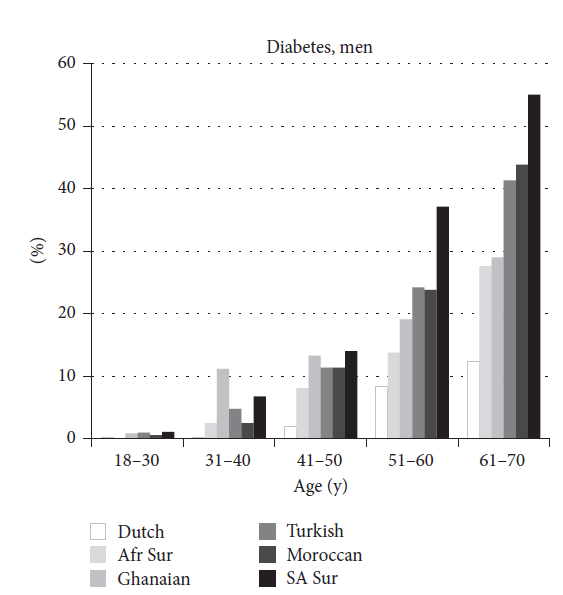 Diabetes, men
60
50
40
30
20
10
0
(%)
18–30 31–40 41–50 51–60 61–70
Age (y)
Dutch Turkish
Afr Sur Moroccan
Ghanaian SA Sur